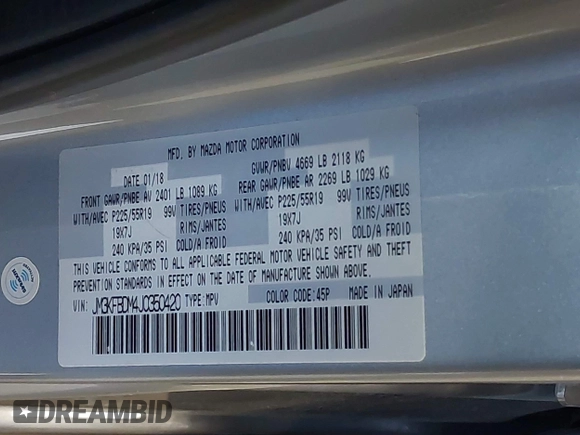 MFD. BY MAZDA MOTOR CORPORATION
DATE 01/18
GVWR/PNBV 4669 LB 2118 KG
FRONT GAWR/PNBE AV 2401 LB 1089 KG
REAR GAWR/PNBE AR 2269 LB 1029 KG
WITH/AVEC P225/55R19 99V TIRES/PNEUS
WITH/AVEC P225/55R19 99V TIRES/PNEUS
19X7J RIMS/JANTES
19X7J RIMS/JANTES
240 KPA/35 PSI COLD/A FROID
240 KPA/35 PSI COLD/A FROID
THIS VEHICLE CONFORMS TO ALL APPLICABLE FEDERAL MOTOR VEHICLE SAFETY AND THEFT
PREVENTION STANDARDS IN EFFECT ON THE DATE OF MANUFACTURE SHOWN ABOVE.
VIN: JM3KFBDM4J0350420 TYPE:MPV COLOR CODE:45P MADE IN JAPAN
DREAMBID